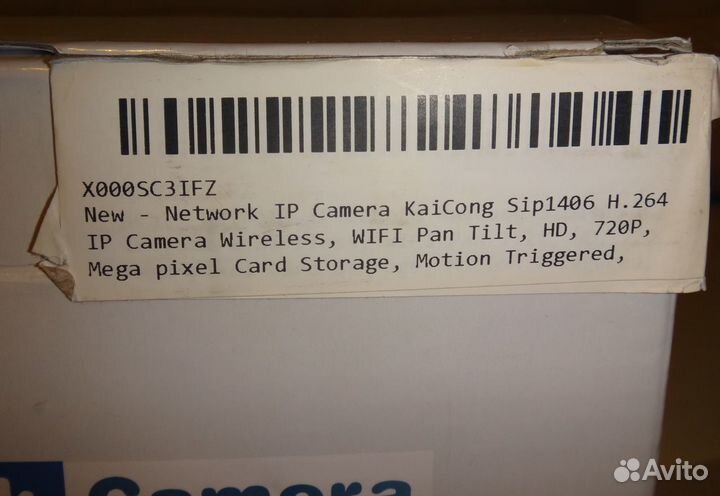 X000SC3IFZ
New - Network IP Camera KaiCong Sip1406 H.264
IP Camera Wireless, WIFI Pan Tilt, HD, 720P,
Mega pixel Card Storage, Motion Triggered,
Camera
Avito